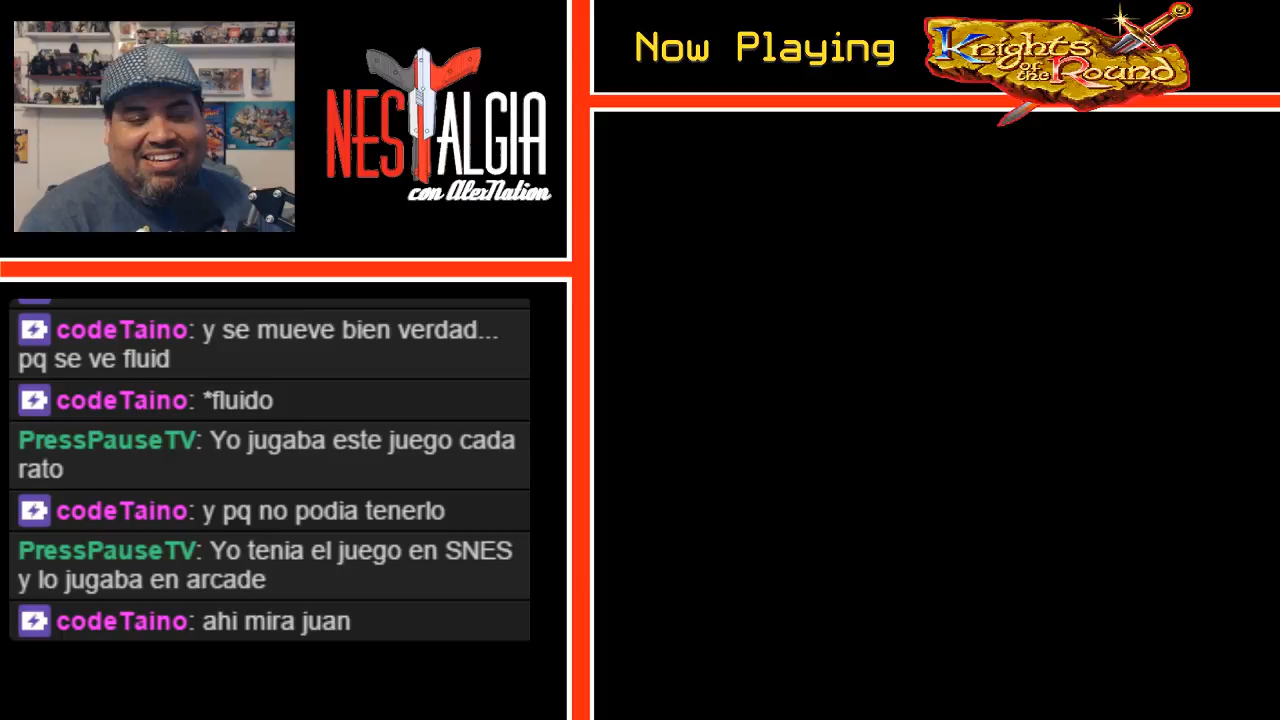 NESTALGIA
con AlexNation
Now Playing
Knights
of the Round
codeTaino: y se mueve bien verdad...
pq se ve fluid
codeTaino: *fluido
PressPauseTV: Yo jugaba este juego cada
rato
codeTaino: y pq no podia tenerlo
PressPauseTV: Yo tenia el juego en SNES
y lo jugaba en arcade
codeTaino: ahi mira juan